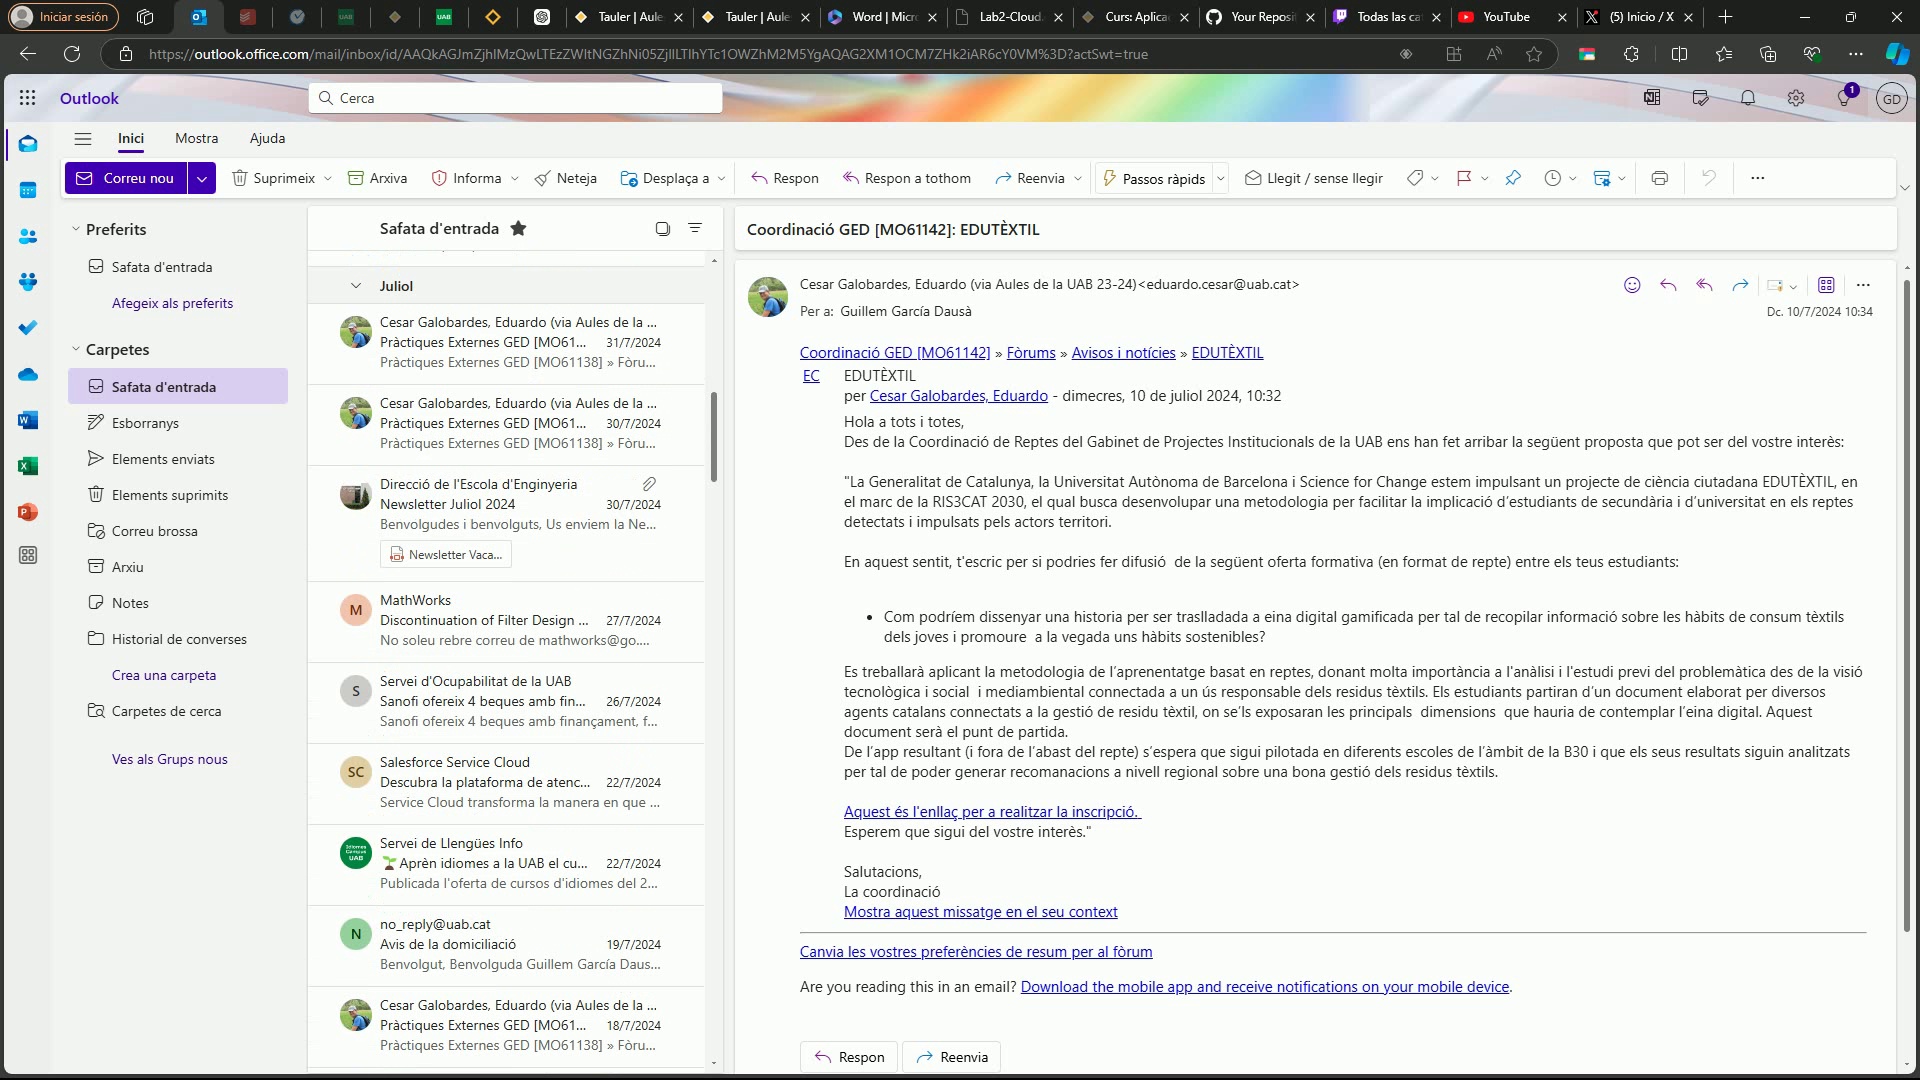 Iniciar sesión
Tauler | Aule
Tauler | Aule
Word | Micr
Lab2-Cloud.
Curs: Aplica
Your Reposi
Todas las ca
YouTube
(5) Inicio / X
https://outlook.office.com/mail/inbox/id/AAQkAGJmZjhlMzQwLTEzZWItNGZhNi05ZjllLTlhYTc1OWZhM2M5YgAQAG2XM1OCM7ZHk2iAR6cY0VM%3D?actSwt=true
Outlook
Cerca
1
GD
Inici
Mostra
Ajuda
Correu nou
Suprimeix
Arxiva
Informa
Neteja
Desplaça a
Respon
Respon a tothom
Reenvia
Passos ràpids
Llegit / sense llegir
Preferits
Safata d'entrada
Afegeix als preferits
Carpetes
Safata d'entrada
Esborranys
Elements enviats
Elements suprimits
Correu brossa
Arxiu
Notes
Historial de converses
Crea una carpeta
Carpetes de cerca
Ves als Grups nous
Safata d'entrada
Juliol
Cesar Galobardes, Eduardo (via Aules de la ...
Pràctiques Externes GED [MO61... 31/7/2024
Pràctiques Externes GED [MO61138] » Fòru...
Cesar Galobardes, Eduardo (via Aules de la ...
Pràctiques Externes GED [MO61... 30/7/2024
Pràctiques Externes GED [MO61138] » Fòru...
Direcció de l'Escola d'Enginyeria
Newsletter Juliol 2024 30/7/2024
Benvolgudes i benvolguts, Us enviem la Ne...
Newsletter Vaca...
M
MathWorks
Discontinuation of Filter Design ... 27/7/2024
No soleu rebre correu de mathworks@go....
S
Servei d'Ocupabilitat de la UAB
Sanofi ofereix 4 beques amb fin... 26/7/2024
Sanofi ofereix 4 beques amb finançament, f...
SC
Salesforce Service Cloud
Descubra la plataforma de atenc... 22/7/2024
Service Cloud transforma la manera en que ...
Idiomes Campus UAB
Servei de Llengües Info
Aprèn idiomes a la UAB el cu... 22/7/2024
Publicada l'oferta de cursos d'idiomes del 2...
N
no_reply@uab.cat
Avis de la domiciliació 19/7/2024
Benvolgut, Benvolguda Guillem García Daus...
Cesar Galobardes, Eduardo (via Aules de la ...
Pràctiques Externes GED [MO61... 18/7/2024
Pràctiques Externes GED [MO61138] » Fòru...
Coordinació GED [MO61142]: EDUTÈXTIL
Cesar Galobardes, Eduardo (via Aules de la UAB 23-24)<eduardo.cesar@uab.cat>
Per a: Guillem García Dausà
Dc. 10/7/2024 10:34
Coordinació GED [MO61142] » Fòrums » Avisos i notícies » EDUTÈXTIL
EC
EDUTÈXTIL
per Cesar Galobardes, Eduardo - dimecres, 10 de juliol 2024, 10:32
Hola a tots i totes,
Des de la Coordinació de Reptes del Gabinet de Projectes Institucionals de la UAB ens han fet arribar la següent proposta que pot ser del vostre interès:
"La Generalitat de Catalunya, la Universitat Autònoma de Barcelona i Science for Change estem impulsant un projecte de ciència ciutadana EDUTÈXTIL, en
el marc de la RIS3CAT 2030, el qual busca desenvolupar una metodologia per facilitar la implicació d'estudiants de secundària i d'universitat en els reptes
detectats i impulsats pels actors territori.
En aquest sentit, t'escric per si podries fer difusió de la següent oferta formativa (en format de repte) entre els teus estudiants:
• Com podríem dissenyar una historia per ser traslladada a eina digital gamificada per tal de recopilar informació sobre les hàbits de consum tèxtils
dels joves i promoure a la vegada uns hàbits sostenibles?
Es treballarà aplicant la metodologia de l'aprenentatge basat en reptes, donant molta importància a l'anàlisi i l'estudi previ del problemàtica des de la visió
tecnològica i social i mediambiental connectada a un ús responsable dels residus tèxtils. Els estudiants partiran d'un document elaborat per diversos
agents catalans connectats a la gestió de residu tèxtil, on se'ls exposaran les principals dimensions que hauria de contemplar l'eina digital. Aquest
document serà el punt de partida.
De l'app resultant (i fora de l'abast del repte) s'espera que sigui pilotada en diferents escoles de l'àmbit de la B30 i que els seus resultats siguin analitzats
per tal de poder generar recomanacions a nivell regional sobre una bona gestió dels residus tèxtils.
Aquest és l'enllaç per a realitzar la inscripció.
Esperem que sigui del vostre interès."
Salutacions,
La coordinació
Mostra aquest missatge en el seu context
Canvia les vostres preferències de resum per al fòrum
Are you reading this in an email? Download the mobile app and receive notifications on your mobile device.
Respon
Reenvia